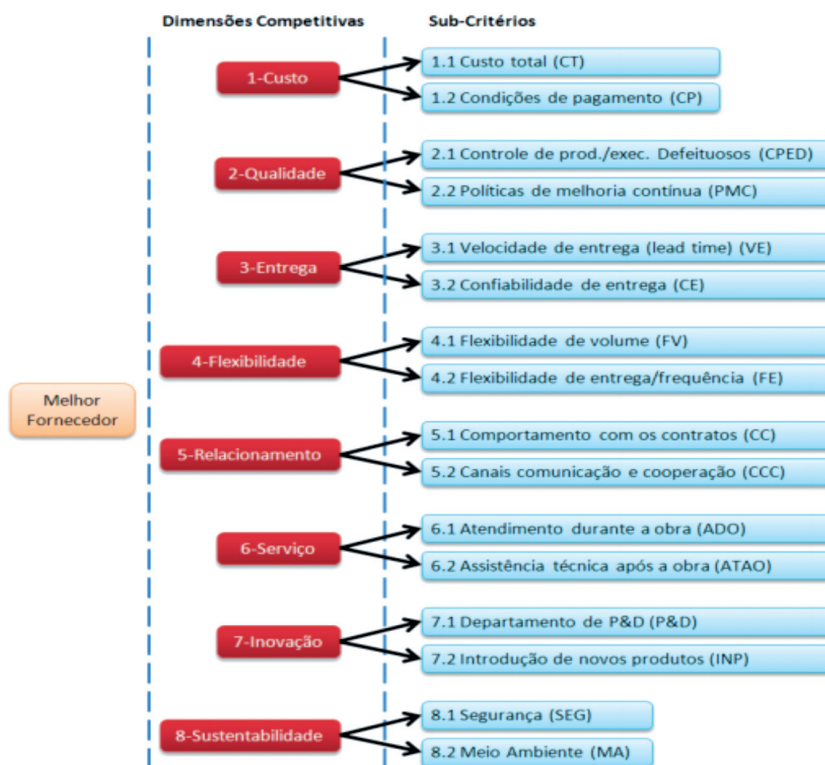 Dimensões Competitivas
Sub-Critérios
1-Custo
1.1 Custo total (CT)
1.2 Condições de pagamento (CP)
2-Qualidade
2.1 Controle de prod./exec. Defeituosos (CPED)
2.2 Políticas de melhoria contínua (PMC)
3-Entrega
3.1 Velocidade de entrega (lead time) (VE)
3.2 Confiabilidade de entrega (CE)
4-Flexibilidade
4.1 Flexibilidade de volume (FV)
4.2 Flexibilidade de entrega/frequência (FE)
Melhor
Fornecedor
5-Relacionamento
5.1 Comportamento com os contratos (CC)
5.2 Canais comunicação e cooperação (CCC)
6-Serviço
6.1 Atendimento durante a obra (ADO)
6.2 Assistência técnica após a obra (ATAO)
7-Inovação
7.1 Departamento de P&D (P&D)
7.2 Introdução de novos produtos (INP)
8-Sustentabilidade
8.1 Segurança (SEG)
8.2 Meio Ambiente (MA)